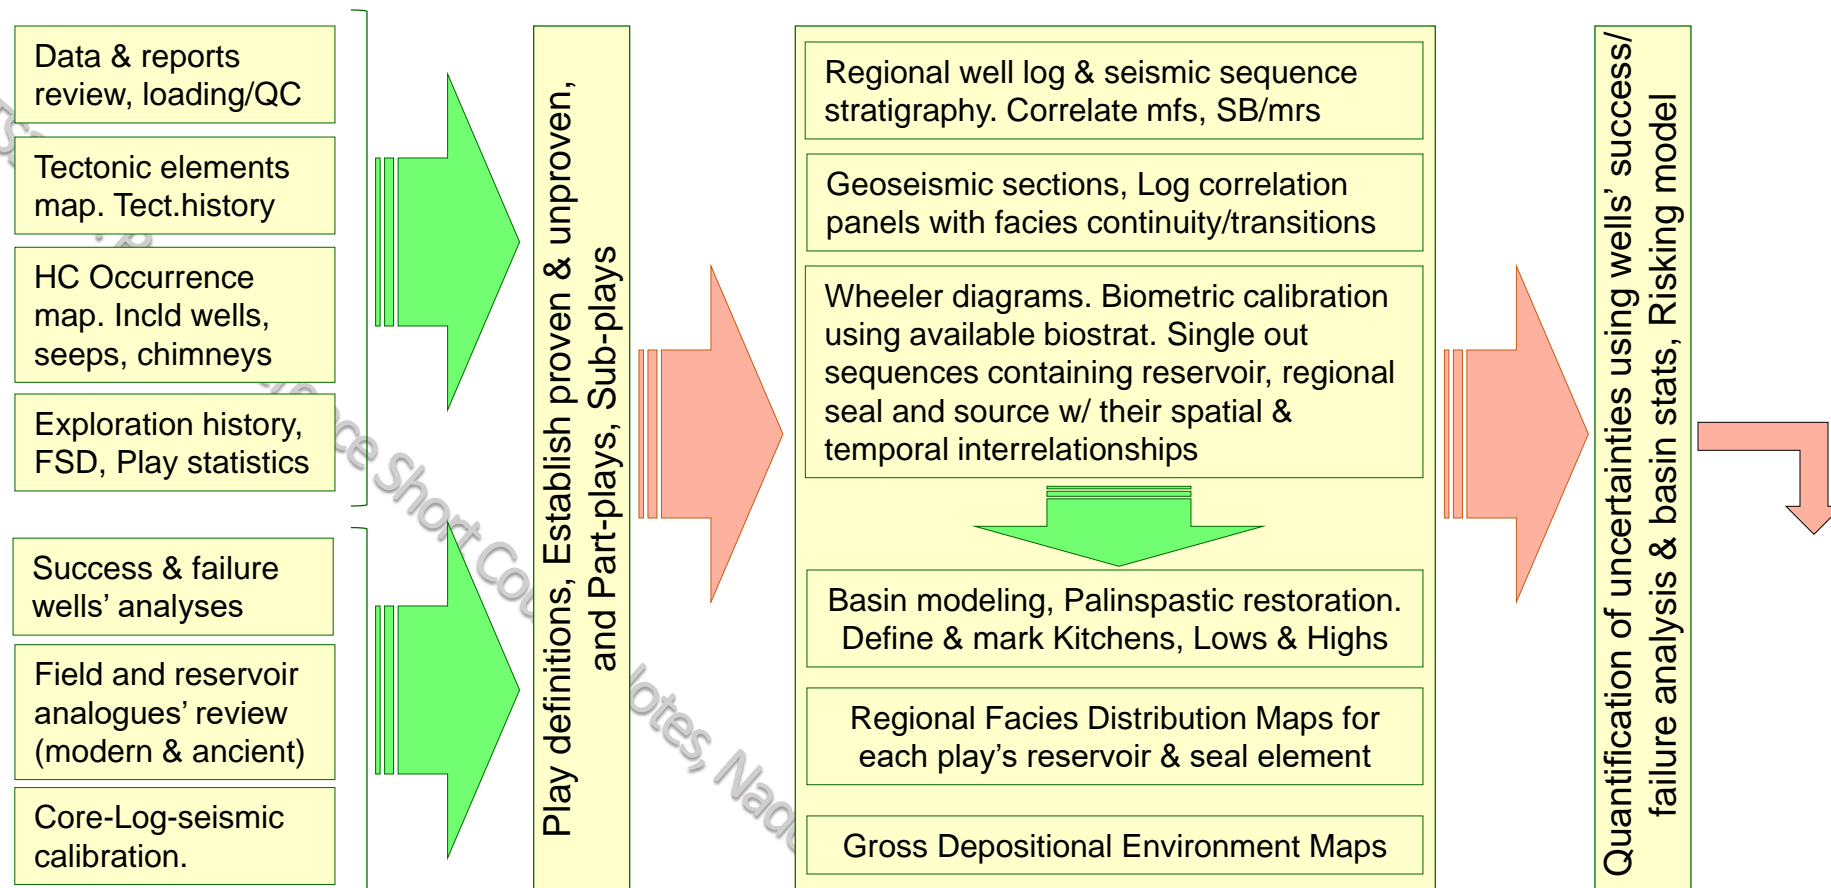 Data & reports
review, loading/QC
Tectonic elements
map. Tect.history
HC Occurrence
map. Incld wells,
seeps, chimneys
Exploration history,
FSD, Play statistics
Success & failure
wells’ analyses
Field and reservoir
analogues’ review
(modern & ancient)
Core-Log-seismic
calibration.
Play definitions, Establish proven & unproven,
and Part-plays, Sub-plays
Regional well log & seismic sequence
stratigraphy. Correlate mfs, SB/mrs
Geoseismic sections, Log correlation
panels with facies continuity/transitions
Wheeler diagrams. Biometric calibration
using available biostrat. Single out
sequences containing reservoir, regional
seal and source w/ their spatial &
temporal interrelationships
Basin modeling, Palinspastic restoration.
Define & mark Kitchens, Lows & Highs
Regional Facies Distribution Maps for
each play’s reservoir & seal element
Gross Depositional Environment Maps
Quantification of uncertainties using wells’ success/
failure analysis & basin stats, Risking model
Short